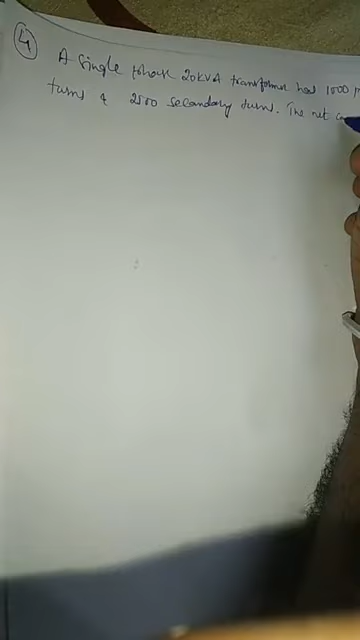 4
A Single phase 20KVA transformer has 1000
turns & 2500 secondary turns. The net